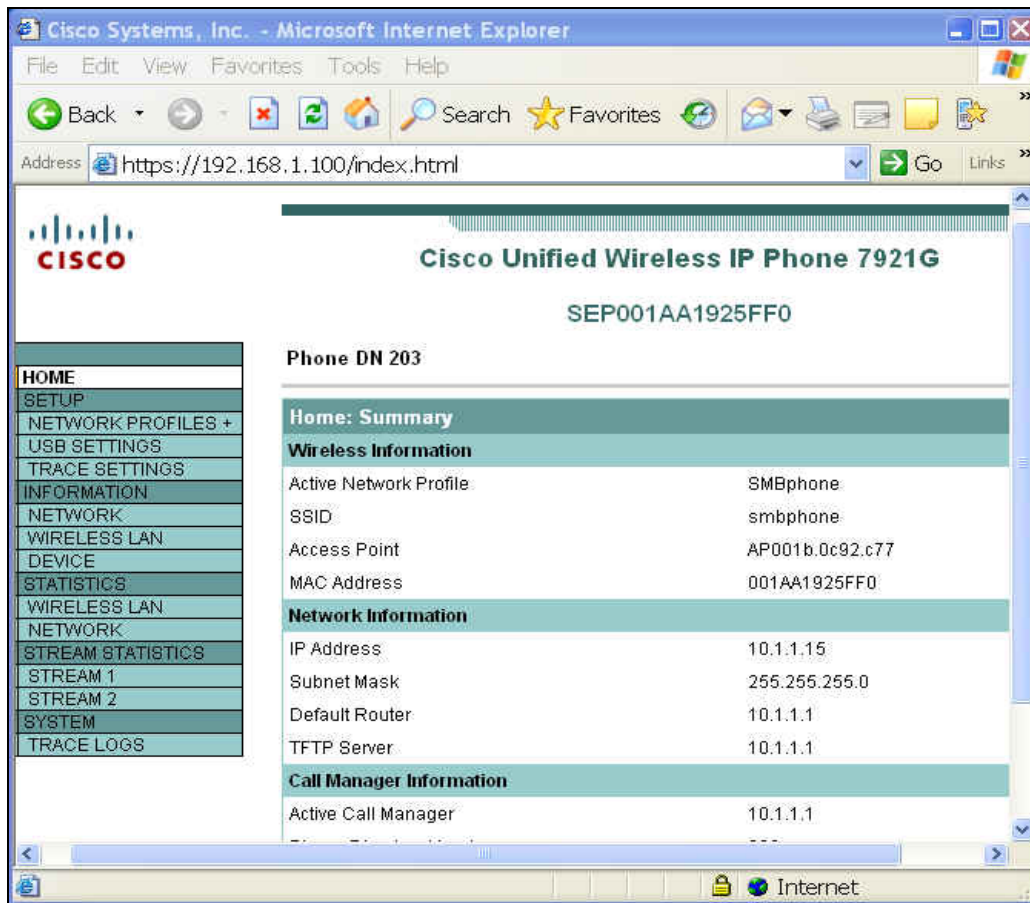 Cisco Systems, Inc. - Microsoft Internet Explorer
File Edit View Favorites Tools Help
Back Search Favorites »
Address https://192.168.1.100/index.html Go Links »
CISCO
Cisco Unified Wireless IP Phone 7921G
SEP001AA1925FF0
Phone DN 203
HOME
SETUP
NETWORK PROFILES +
USB SETTINGS
TRACE SETTINGS
INFORMATION
NETWORK
WIRELESS LAN
DEVICE
STATISTICS
WIRELESS LAN
NETWORK
STREAM STATISTICS
STREAM 1
STREAM 2
SYSTEM
TRACE LOGS
Home: Summary
Wireless Information
Active Network Profile SMBphone
SSID smbphone
Access Point AP001b.0c92.c77
MAC Address 001AA1925FF0
Network Information
IP Address 10.1.1.15
Subnet Mask 255.255.255.0
Default Router 10.1.1.1
TFTP Server 10.1.1.1
Call Manager Information
Active Call Manager 10.1.1.1
Internet